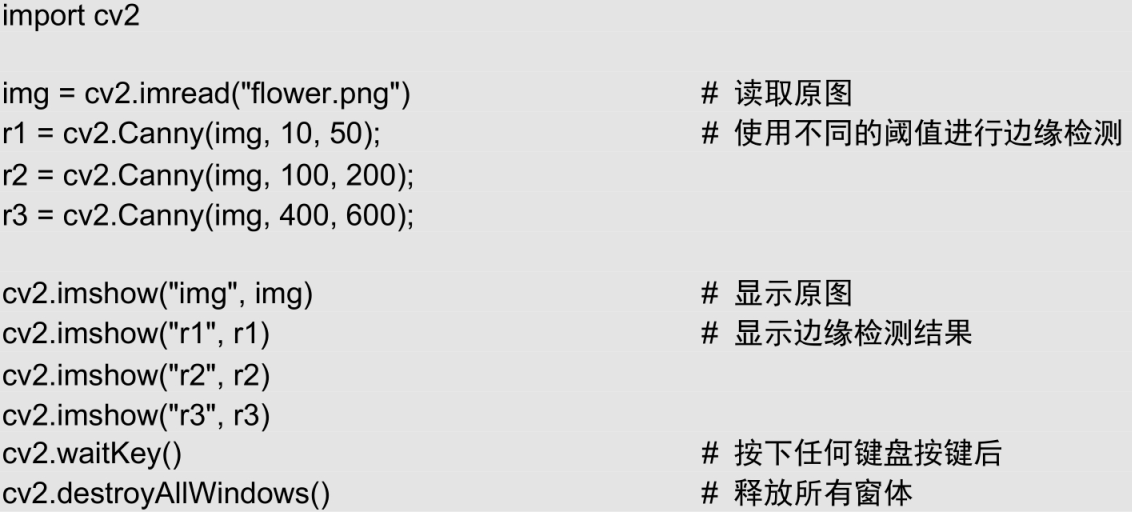 import cv2
img = cv2.imread("flower.png") # 读取原图
r1 = cv2.Canny(img, 10, 50); # 使用不同的阈值进行边缘检测
r2 = cv2.Canny(img, 100, 200);
r3 = cv2.Canny(img, 400, 600);
cv2.imshow("img", img) # 显示原图
cv2.imshow("r1", r1) # 显示边缘检测结果
cv2.imshow("r2", r2)
cv2.imshow("r3", r3)
cv2.waitKey() # 按下任何键盘按键后
cv2.destroyAllWindows() # 释放所有窗体